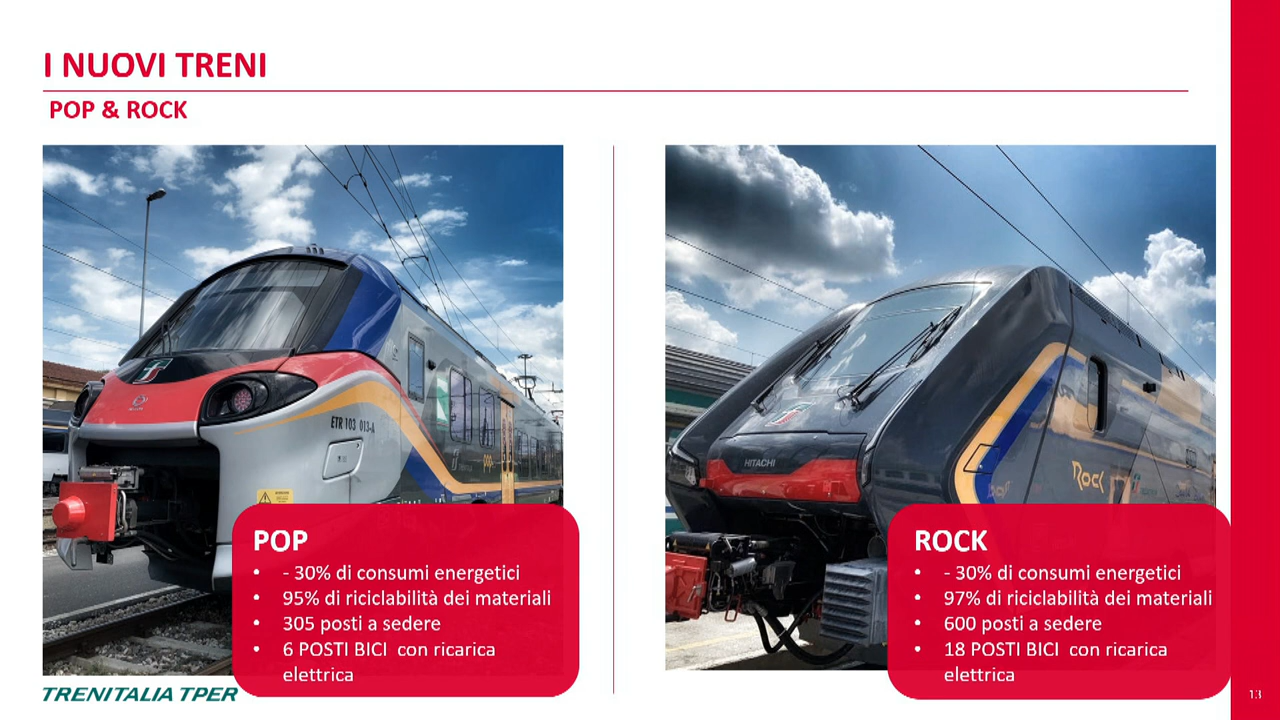 I NUOVI TRENI
POP & ROCK
ETR 103 013-A
pop
HITACHI
Rock
POP
• - 30% di consumi energetici
• 95% di riciclabilità dei materiali
• 305 posti a sedere
• 6 POSTI BICI con ricarica
elettrica
ROCK
• - 30% di consumi energetici
• 97% di riciclabilità dei materiali
• 600 posti a sedere
• 18 POSTI BICI con ricarica
elettrica
TRENITALIA TPER
13